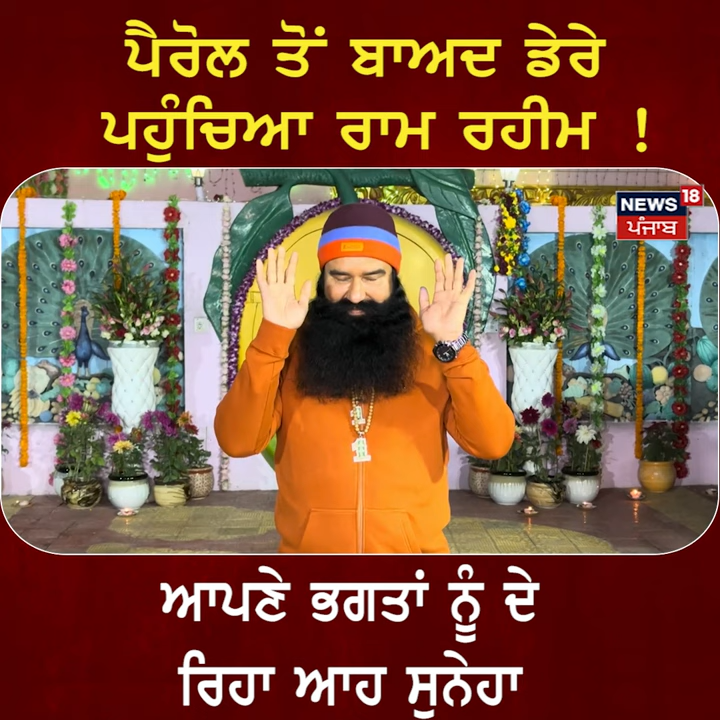 ਪੈਰੋਲ ਤੋਂ ਬਾਅਦ ਡੇਰੇ
ਪਹੁੰਚਿਆ ਰਾਮ ਰਹੀਮ !
NEWS 18
ਪੰਜਾਬ
ਆਪਣੇ ਭਗਤਾਂ ਨੂੰ ਦੇ
ਰਿਹਾ ਆਹ ਸੁਨੇਹਾ